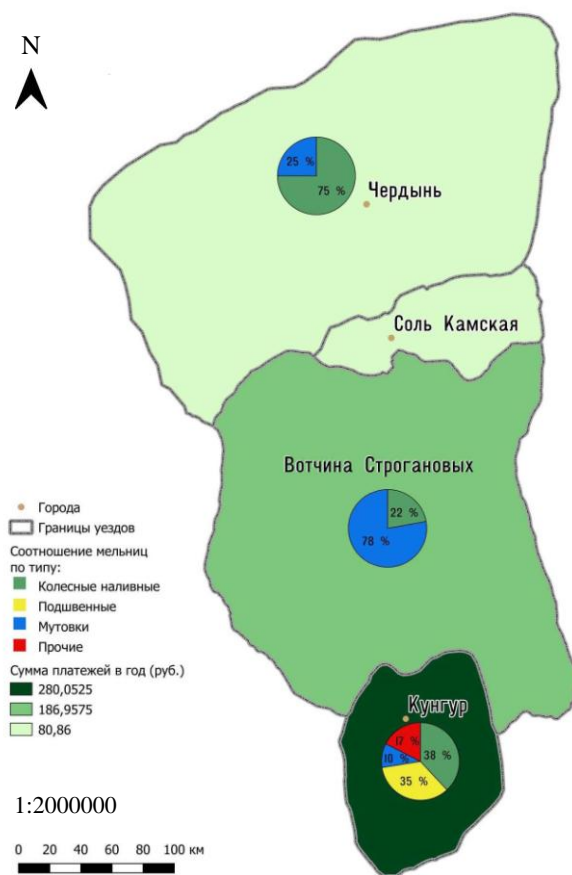 N
25 %
75 %
Чердынь
Соль Камская
Вотчина Строгановых
22 %
78 %
Города
Границы уездов
Соотношение мельниц
по типу:
Колесные наливные
Подшвенные
Мутовки
Прочие
Сумма платежей в год (руб.)
280,0525
186,9575
80,86
Кунгур
17 %
38 %
10 %
35 %
1:2000000
0 20 40 60 80 100 км